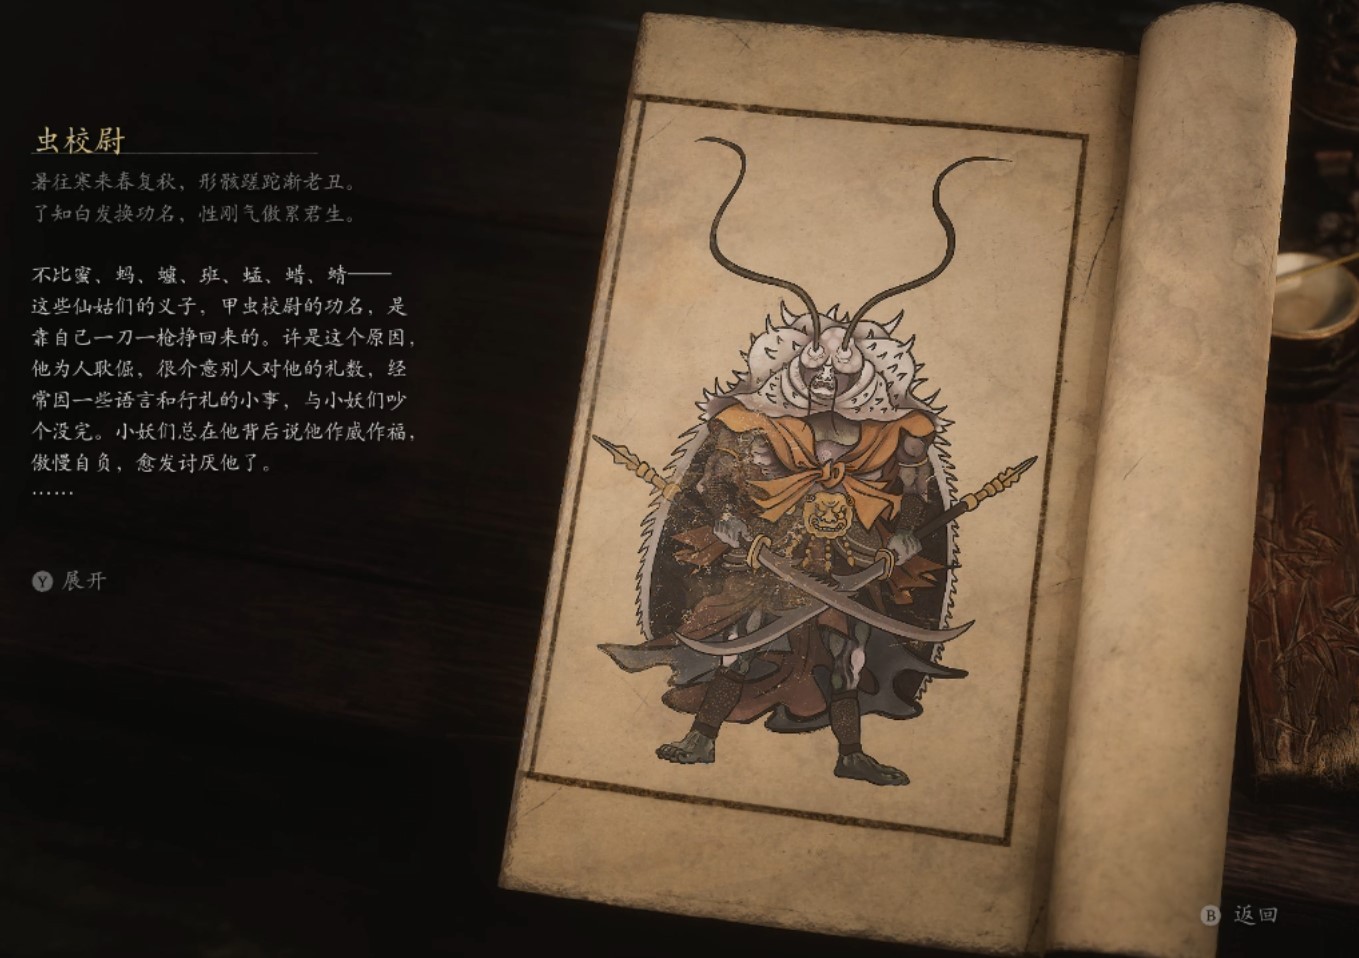 虫校尉
暑往寒来春复秋，形骸蹉跎渐老丑。
了知白发换功名，性刚气傲累君生。
不比蜜、蚂、蠦、班、蜢、蜡、蜻——
这些仙姑们的义子，甲虫校尉的功名，是
靠自己一刀一枪挣回来的。许是这个原因，
他为人耿倔，很介意别人对他的礼数，经
常因一些语言和行礼的小事，与小妖们吵
个没完。小妖们总在他背后说他作威作福，
傲慢自负，愈发讨厌他了。
……
Y 展开
B 返回